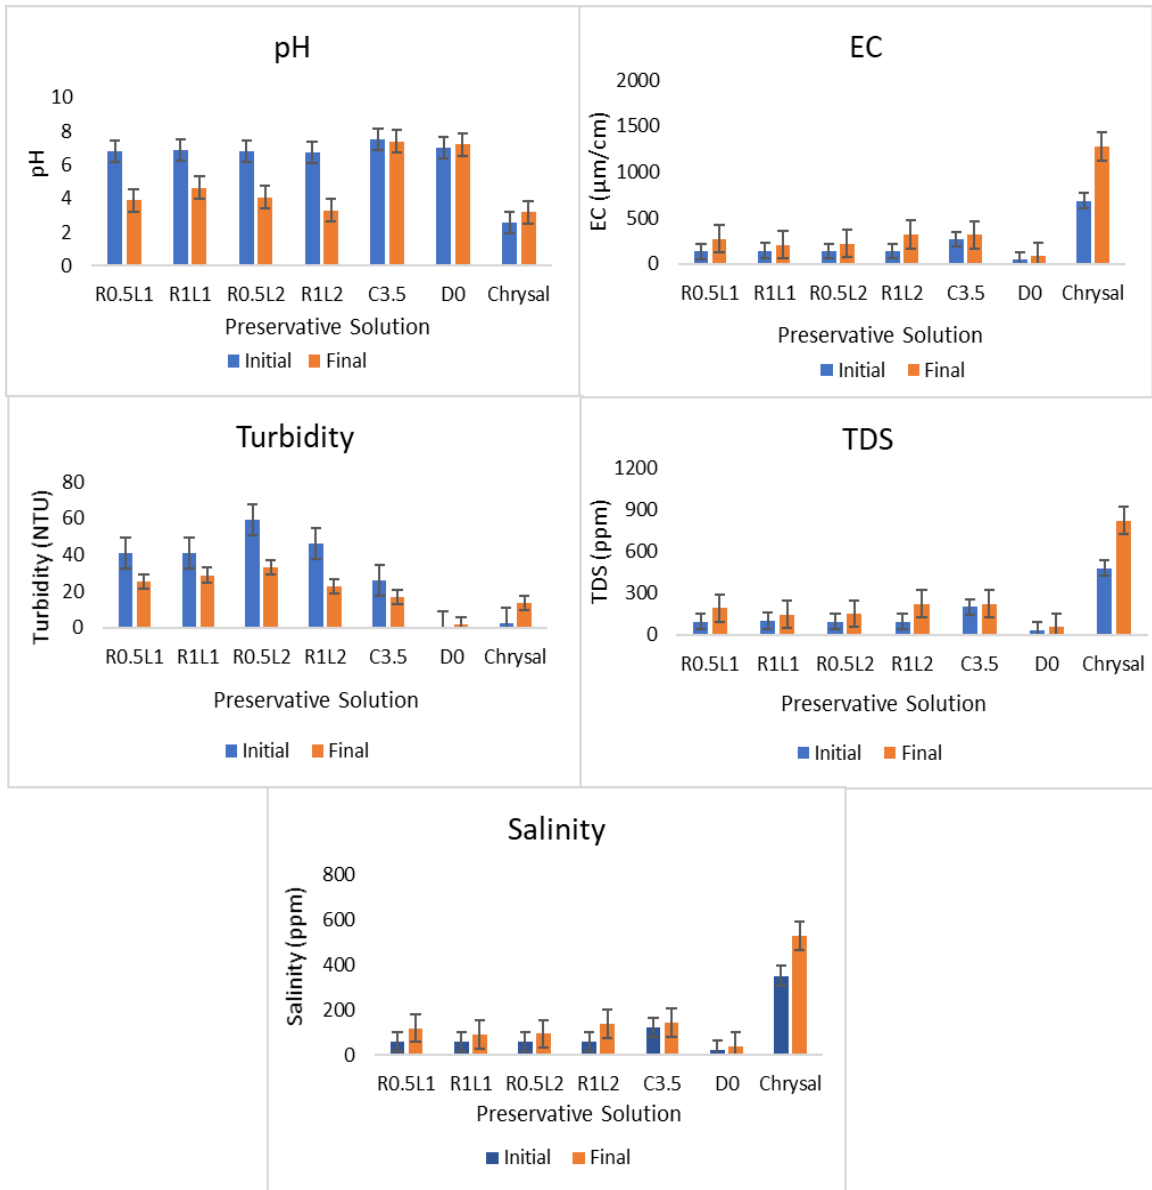 pH
10
8
6
4
2
0
pH
R0.5L1 R1L1 R0.5L2 R1L2 C3.5 D0 Chrysal
Preservative Solution
Initial Final
EC
2000
1500
1000
500
0
EC (µm/cm)
R0.5L1 R1L1 R0.5L2 R1L2 C3.5 D0 Chrysal
Preservative Solution
Initial Final
Turbidity
80
60
40
20
0
Turbidity (NTU)
R0.5L1 R1L1 R0.5L2 R1L2 C3.5 D0 Chrysal
Preservative Solution
Initial Final
TDS
1200
900
600
300
0
TDS (ppm)
R0.5L1 R1L1 R0.5L2 R1L2 C3.5 D0 Chrysal
Preservative Solution
Initial Final
Salinity
800
600
400
200
0
Salinity (ppm)
R0.5L1 R1L1 R0.5L2 R1L2 C3.5 D0 Chrysal
Preservative Solution
Initial Final